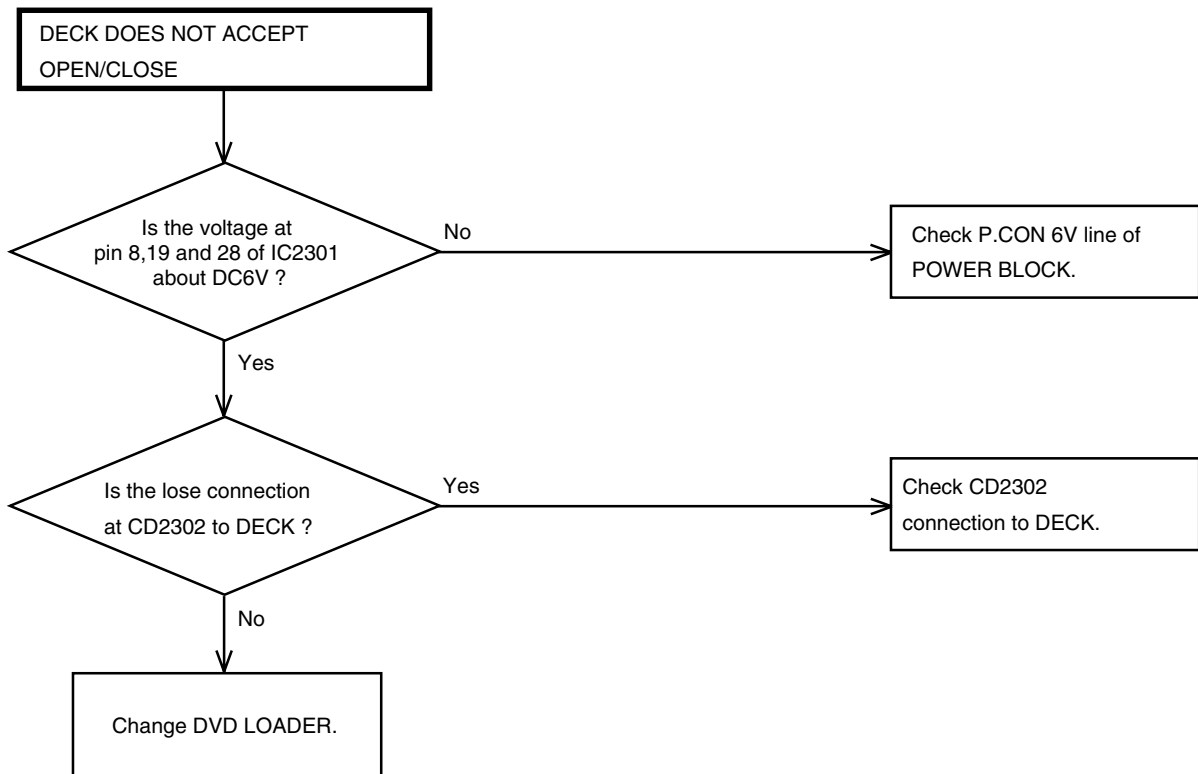 DECK DOES NOT ACCEPT
OPEN/CLOSE
Is the voltage at
pin 8,19 and 28 of IC2301
about DC6V ?
No
Check P.CON 6V line of
POWER BLOCK.
Yes
Is the lose connection
at CD2302 to DECK ?
Yes
Check CD2302
connection to DECK.
No
Change DVD LOADER.